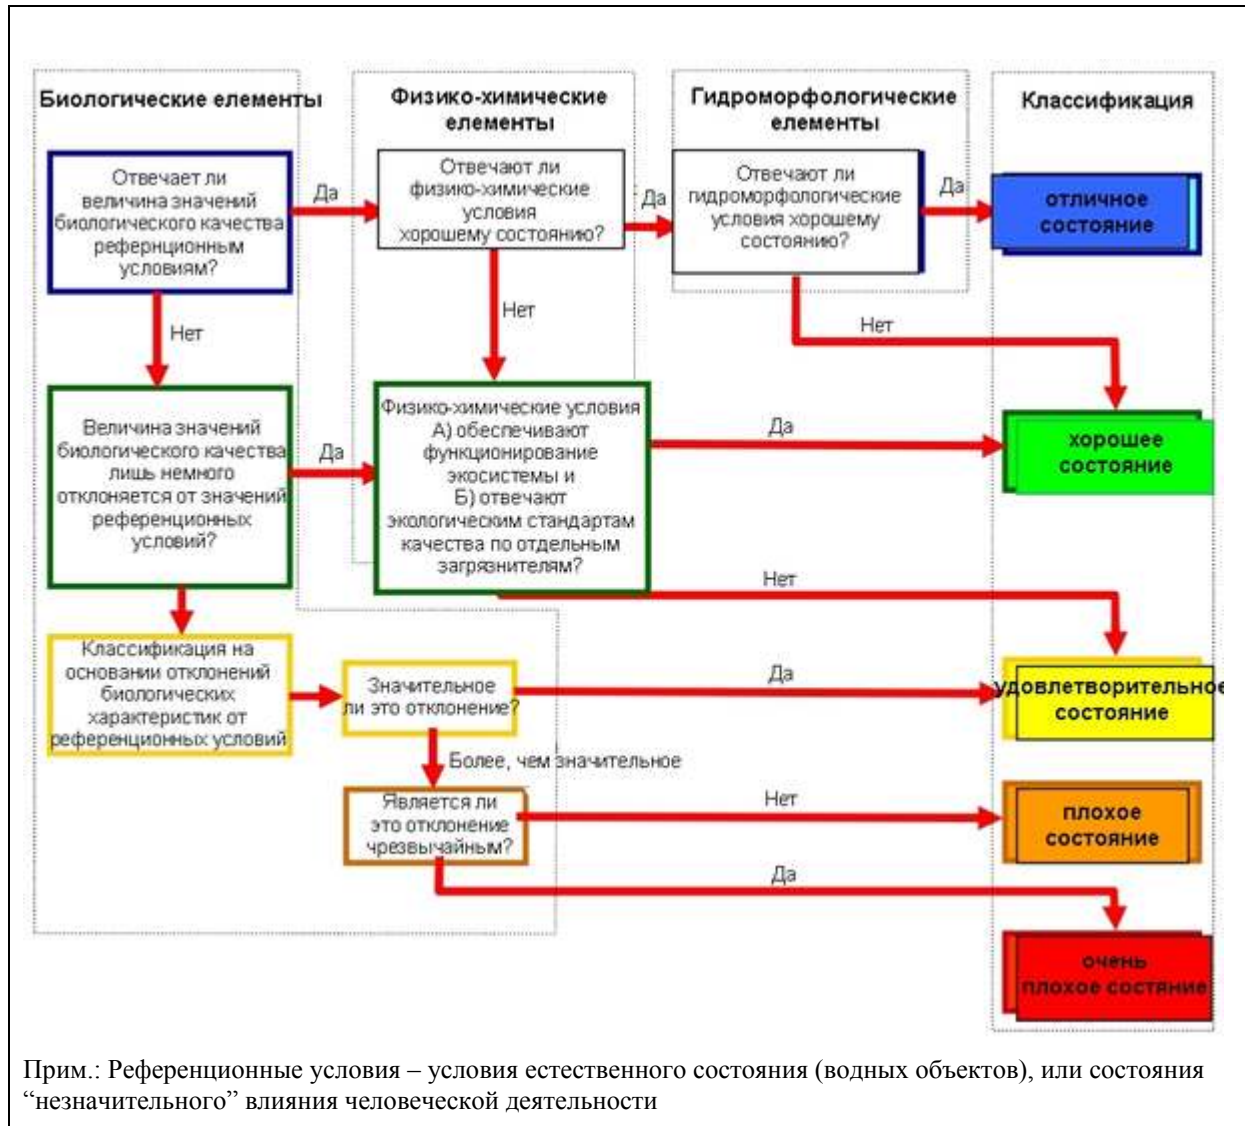 Биологические елементы
Физико-химические
елементы
Гидроморфологические
елементы
Классификация
Отвечает ли
величина значений
биологического качества
рефернционным
условиям?
Да
Отвечают ли
физико-химические
условия
хорошему состоянию?
Да
Отвечают ли
гидроморфологические
условия хорошему
состоянию?
Да
отличное
состояние
Нет
Нет
Нет
Величина значений
биологического качества
лишь немного
отклоняется от значений
референционных
условий?
Да
Физико-химические условия
А) обеспечивают
функционирование
экосистемы и
Б) отвечают
экологическим стандартам
качества по отдельным
загрязнителям?
Да
хорошее
состояние
Нет
Классификация на
основании отклонений
биологических
характеристик от
референционных условий
Значительное
ли это отклонение?
Да
удовлетворительное
состояние
Более, чем значительное
Является ли
это отклонение
чрезвычайным?
Нет
плохое
состояние
Да
очень
плохое состяние
Прим.: Референционные условия – условия естественного состояния (водных объектов), или состояния
“незначительного” влияния человеческой деятельности